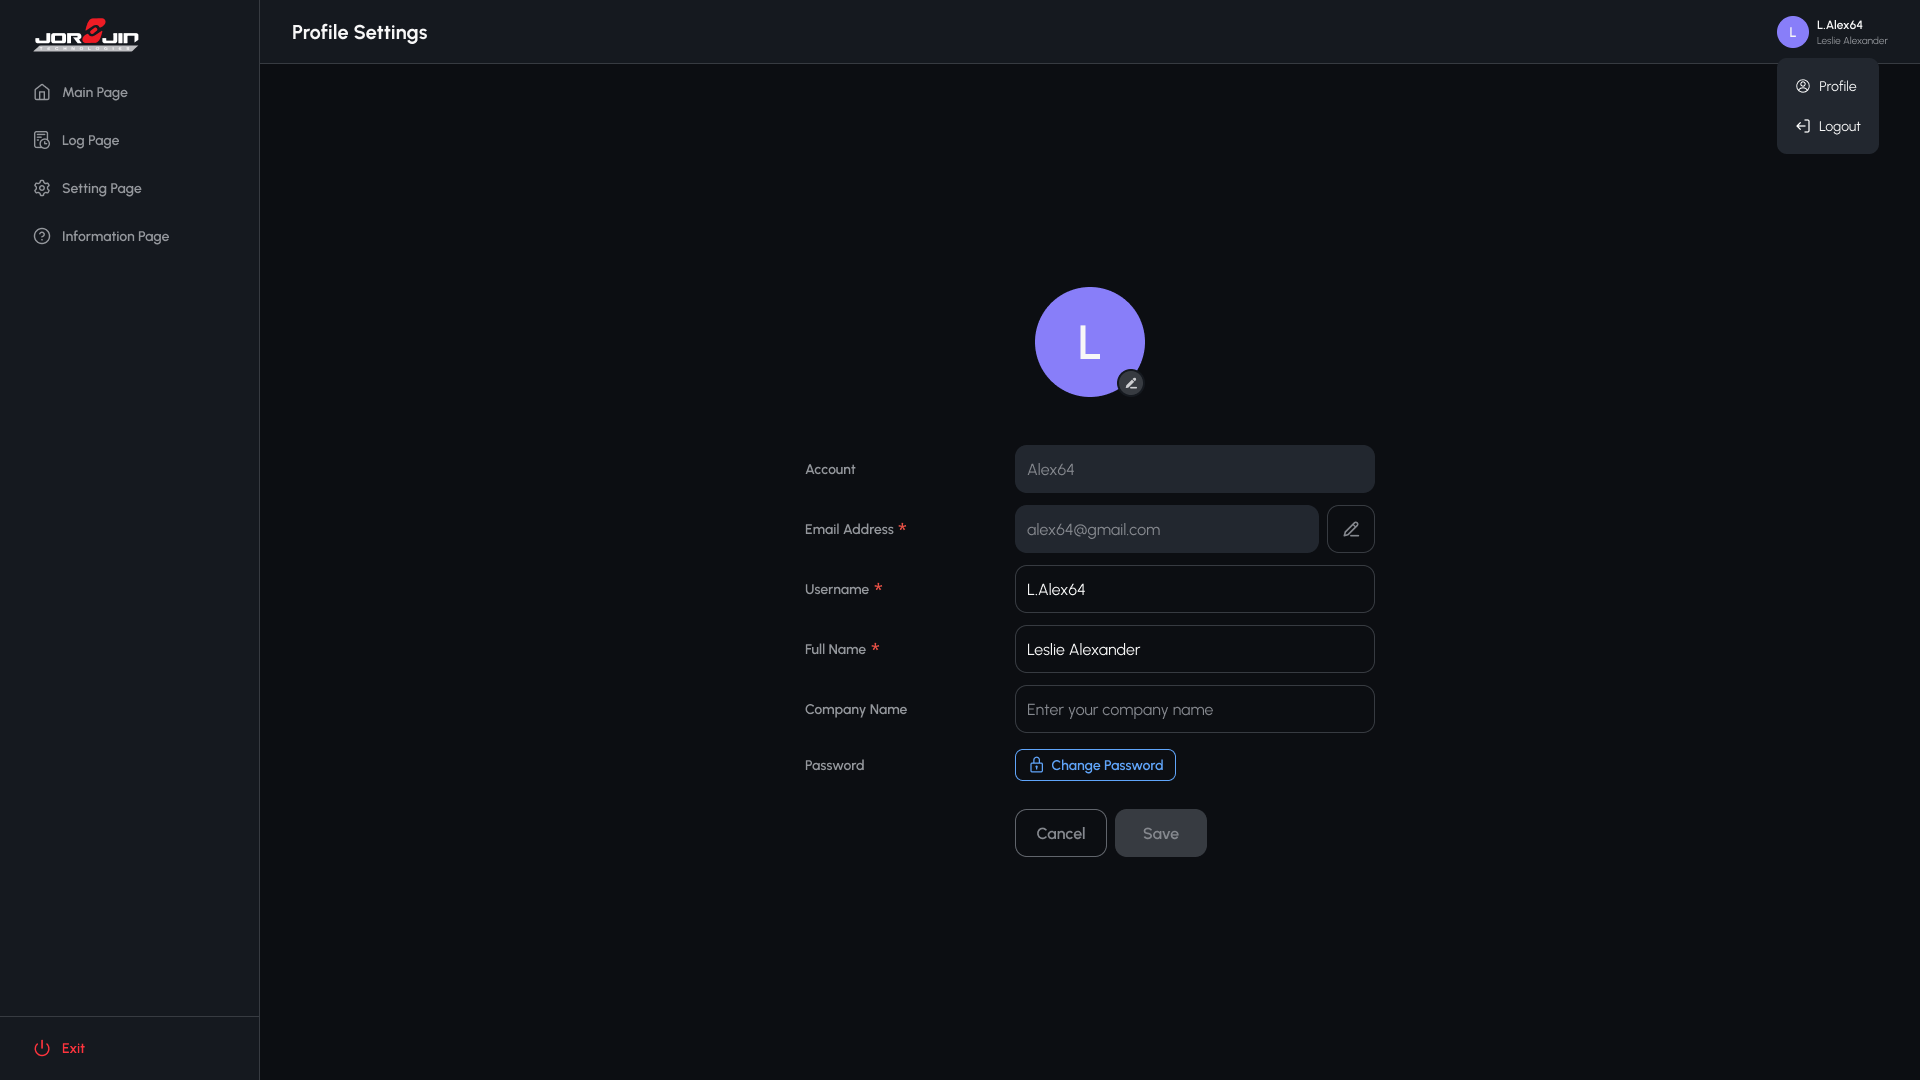 JORJIN
TECHNOLOGIES
Main Page
Log Page
Setting Page
Information Page
Exit
Profile Settings
L
L.Alex64
Leslie Alexander
Profile
Logout
L
Account
Alex64
Email Address *
alex64@gmail.com
Username *
L.Alex64
Full Name *
Leslie Alexander
Company Name
Enter your company name
Password
Change Password
Cancel
Save